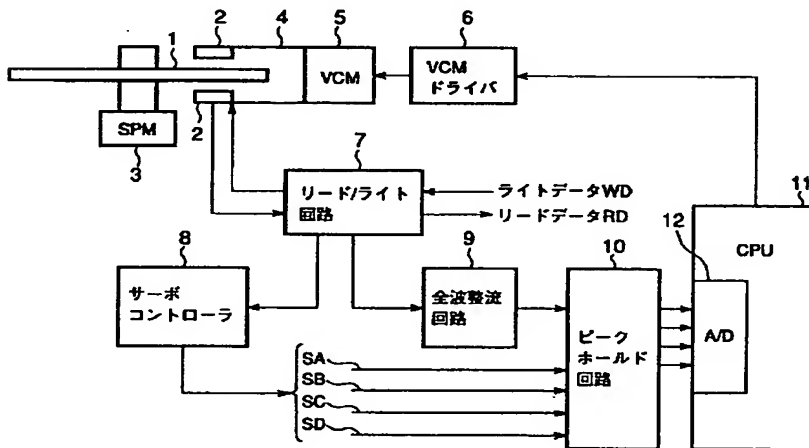 1
2
4
5
6
VCM
VCM
ドライバ
SPM
3
2
7
リード/ライト
回路
ライトデータWD
リードデータRD
11
CPU
12
A/D
8
サーボ
コントローラ
9
全波整流
回路
10
ピーク
ホールド
回路
SA
SB
SC
SD